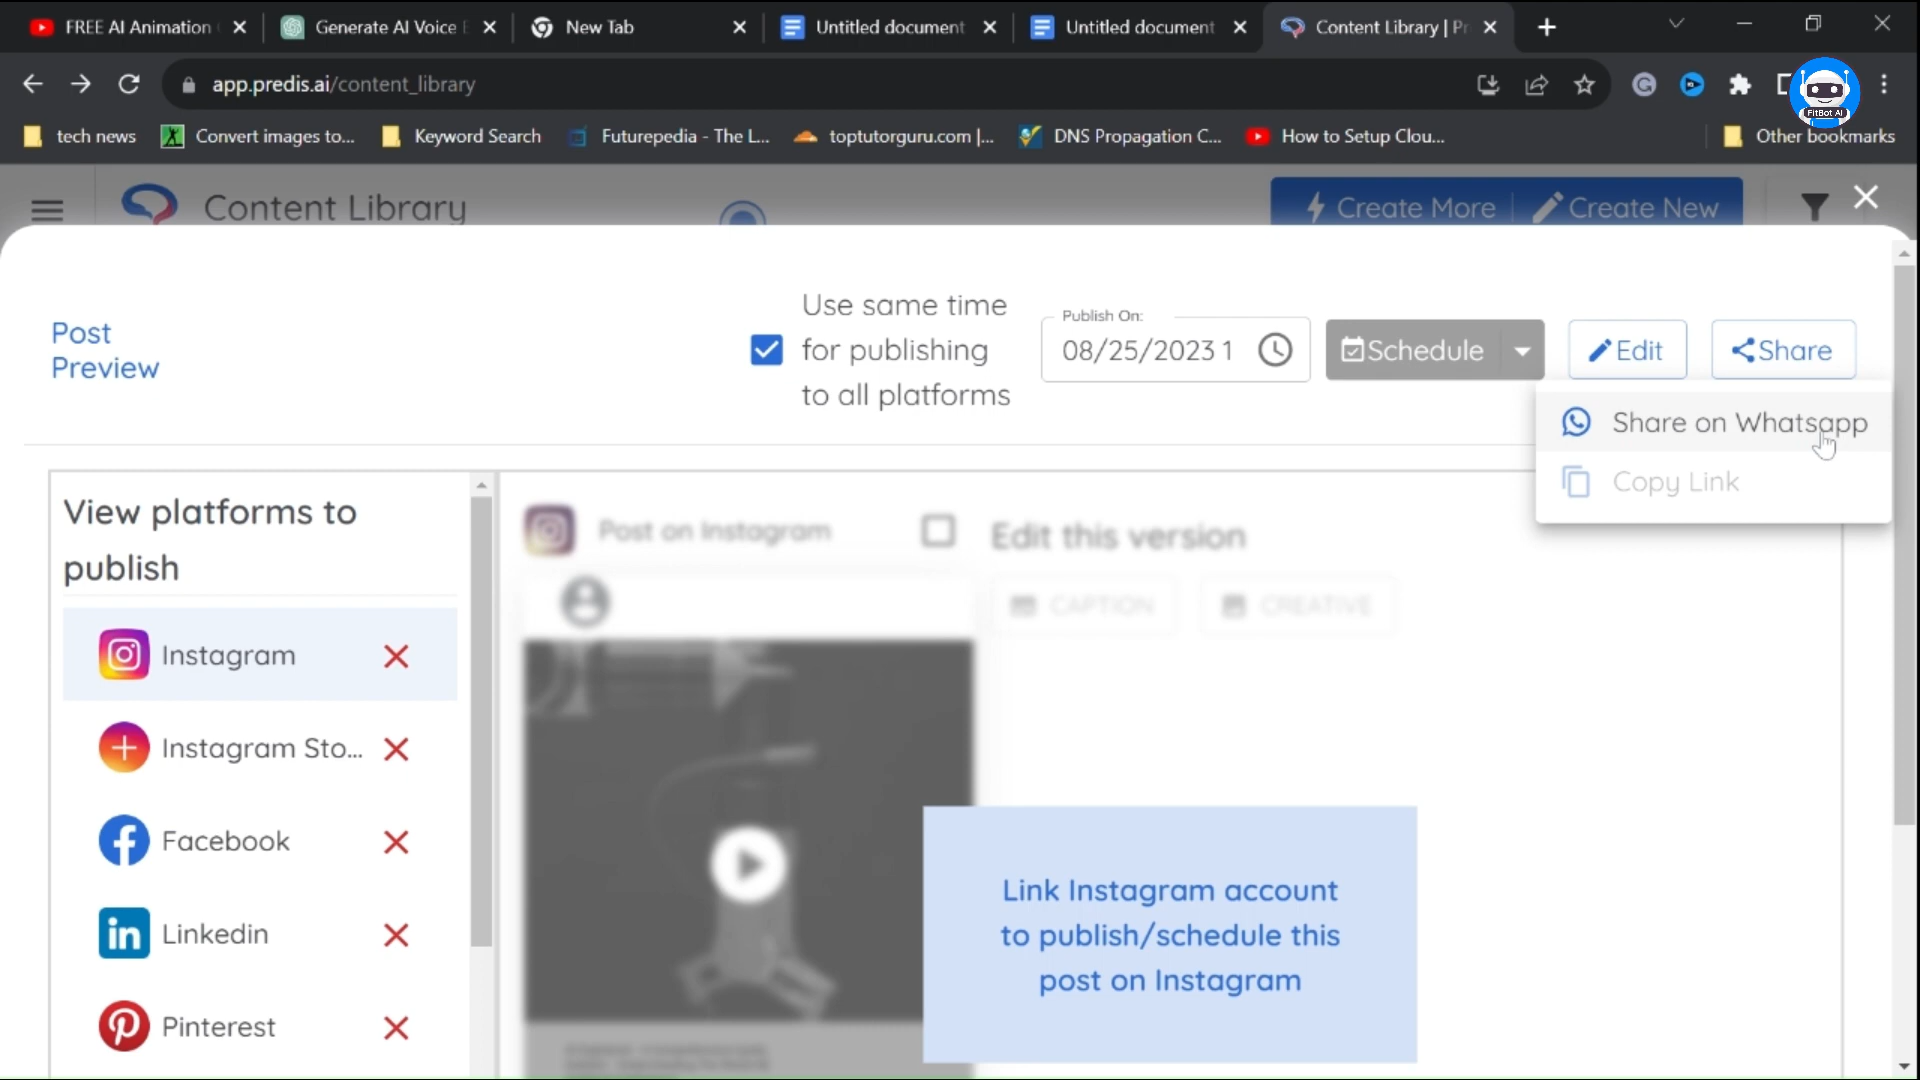 FREE AI Animation
Generate AI Voice
New Tab
Untitled document
Untitled document
Content Library | Pr
app.predis.ai/content_library
FitBot AI
tech news
Convert images to...
Keyword Search
Futurepedia - The L...
toptutorguru.com |...
DNS Propagation C...
How to Setup Clou...
Other bookmarks
Content Library
Create More
Create New
Post
Preview
Use same time
for publishing
to all platforms
Publish On:
08/25/2023 1
Schedule
Edit
Share
Share on Whatsapp
Copy Link
View platforms to
publish
Instagram
Instagram Sto...
Facebook
Linkedin
Pinterest
Post on Instagram
Edit this version
CAPTION
CREATIVE
Link Instagram account
to publish/schedule this
post on Instagram